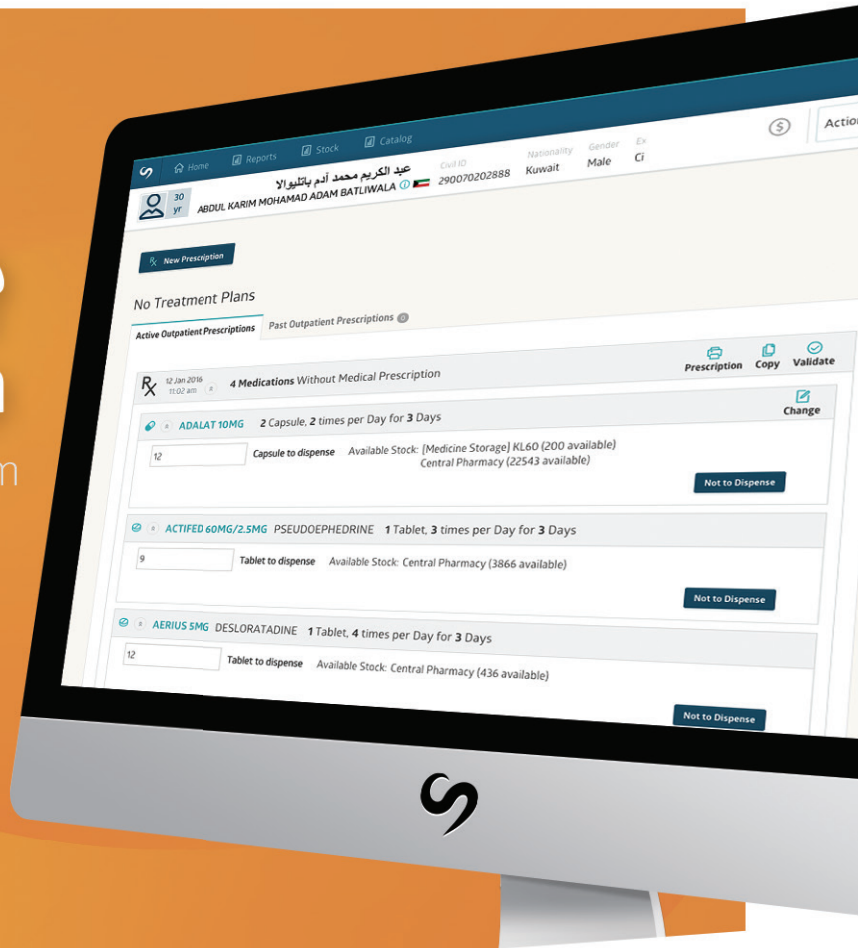 Home Reports Stock Catalog
Action
30 yr
عبد الكريم محمد آدم باتليوالا
ABDUL KARIM MOHAMAD ADAM BATLIWALA
Civil ID Nationality Gender Ex
290070202888 Kuwait Male Ci
New Prescription
No Treatment Plans
Active Outpatient Prescriptions Past Outpatient Prescriptions 0
Rx 12 Jan 2016 11:02 am 4 Medications Without Medical Prescription Prescription Copy Validate
ADALAT 10MG 2 Capsule, 2 times per Day for 3 Days Change
12 Capsule to dispense Available Stock: [Medicine Storage] KL60 (200 available)
Central Pharmacy (22543 available)
Not to Dispense
ACTIFED 60MG/2.5MG PSEUDOEPHEDRINE 1 Tablet, 3 times per Day for 3 Days
9 Tablet to dispense Available Stock: Central Pharmacy (3866 available)
Not to Dispense
AERIUS 5MG DESLORATADINE 1 Tablet, 4 times per Day for 3 Days
12 Tablet to dispense Available Stock: Central Pharmacy (436 available)
Not to Dispense